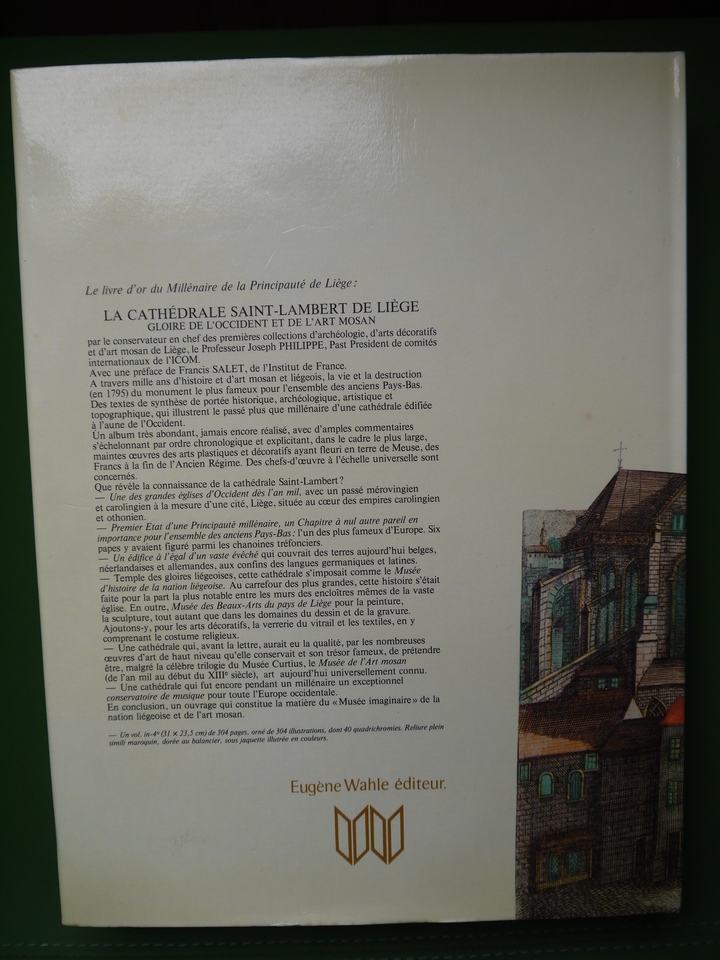 Le livre d'or du Millénaire de la Principauté de Liège :
LA CATHÉDRALE SAINT-LAMBERT DE LIÈGE
GLOIRE DE L'OCCIDENT ET DE L'ART MOSAN
par le conservateur en chef des premières collections d'archéologie, d'arts décoratifs
et d'art mosan de Liège, le Professeur Joseph PHILIPPE, Past President de comités
internationaux de l'ICOM.
Avec une préface de Francis SALET, de l'Institut de France.
A travers mille ans d'histoire et d'art mosan et liégeois, la vie et la destruction
(en 1795) du monument le plus fameux pour l'ensemble des anciens Pays-Bas.
Des textes de synthèse de portée historique, archéologique, artistique et
topographique, qui illustrent le passé plus que millénaire d'une cathédrale édifiée
à l'aune de l'Occident.
Un album très abondant, jamais encore réalisé, avec d'amples commentaires
s'échelonnant par ordre chronologique et explicitant, dans le cadre le plus large,
maintes œuvres des arts plastiques et décoratifs ayant fleuri en terre de Meuse, des
Francs à la fin de l'Ancien Régime. Des chefs-d'œuvre à l'échelle universelle sont
concernés.
Que révèle la connaissance de la cathédrale Saint-Lambert ?
— Une des grandes églises d'Occident dès l'an mil, avec un passé mérovingien
et carolingien à la mesure d'une cité, Liège, située au cœur des empires carolingien
et othonien.
— Premier Etat d'une Principauté millénaire, un Chapitre à nul autre pareil en
importance pour l'ensemble des anciens Pays-Bas : l'un des plus fameux d'Europe. Six
papes y avaient figuré parmi les chanoines tréfonciers.
— Un édifice à l'égal d'un vaste évêché qui couvrait des terres aujourd'hui belges,
néerlandaises et allemandes, aux confins des langues germaniques et latines.
— Temple des gloires liégeoises, cette cathédrale s'imposait comme le Musée
d'histoire de la nation liégeoise. Au carrefour des plus grandes, cette histoire s'était
faite pour la part la plus notable entre les murs des encloîtres mêmes de la vaste
église. En outre, Musée des Beaux-Arts du pays de Liège pour la peinture,
la sculpture, tout autant que dans les domaines du dessin et de la gravure.
Ajoutons-y, pour les arts décoratifs, la verrerie du vitrail et les textiles, en y
comprenant le costume religieux.
— Une cathédrale qui, avant la lettre, aurait eu la qualité, par les nombreuses
œuvres d'art de haut niveau qu'elle conservait et son trésor fameux, de prétendre
être, malgré la célèbre trilogie du Musée Curtius, le Musée de l'Art mosan
(de l'an mil au début du XIIIe siècle), art aujourd'hui universellement connu.
— Une cathédrale qui fut encore pendant un millénaire un exceptionnel
conservatoire de musique pour toute l'Europe occidentale.
En conclusion, un ouvrage qui constitue la matière du «Musée imaginaire» de la
nation liégeoise et de l'art mosan.
— Un vol. in-4º (31 × 23,5 cm) de 304 pages, orné de 304 illustrations, dont 40 quadrichromies. Reliure plein
simili maroquin, dorée au balancier, sous jaquette illutrée en couleurs.
Eugène Wahle éditeur.